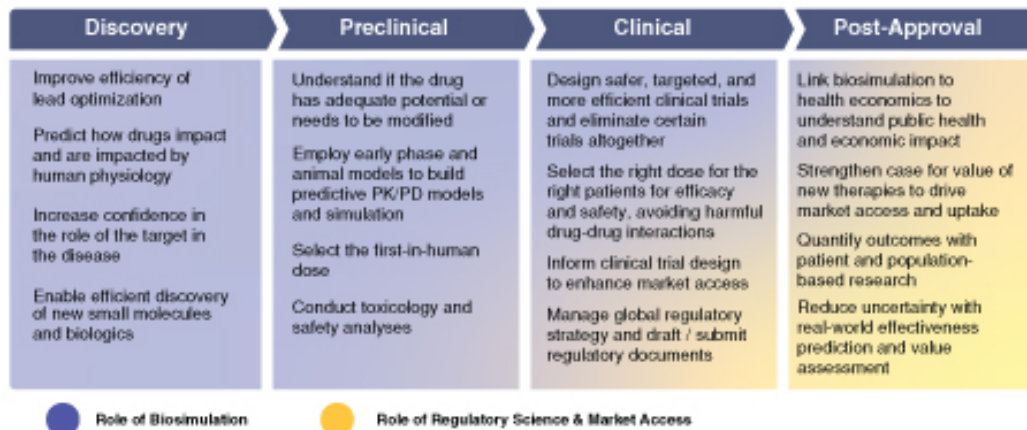 Discovery
Preclinical
Clinical
Post-Approval
Improve efficiency of
lead optimization
Predict how drugs impact
and are impacted by
human physiology
Increase confidence in
the role of the target in
the disease
Enable efficient discovery
of new small molecules
and biologics
Understand if the drug
has adequate potential or
needs to be modified
Employ early phase and
animal models to build
predictive PK/PD models
and simulation
Select the first-in-human
dose
Conduct toxicology and
safety analyses
Design safer, targeted, and
more efficient clinical trials
and eliminate certain
trials altogether
Select the right dose for the
right patients for efficacy
and safety, avoiding harmful
drug-drug interactions
Inform clinical trial design
to enhance market access
Manage global regulatory
strategy and draft / submit
regulatory documents
Link biosimulation to
health economics to
understand public health
and economic impact
Strengthen case for value of
new therapies to drive
market access and uptake
Quantify outcomes with
patient and population-
based research
Reduce uncertainty with
real-world effectiveness
prediction and value
assessment
Role of Biosimulation
Role of Regulatory Science & Market Access